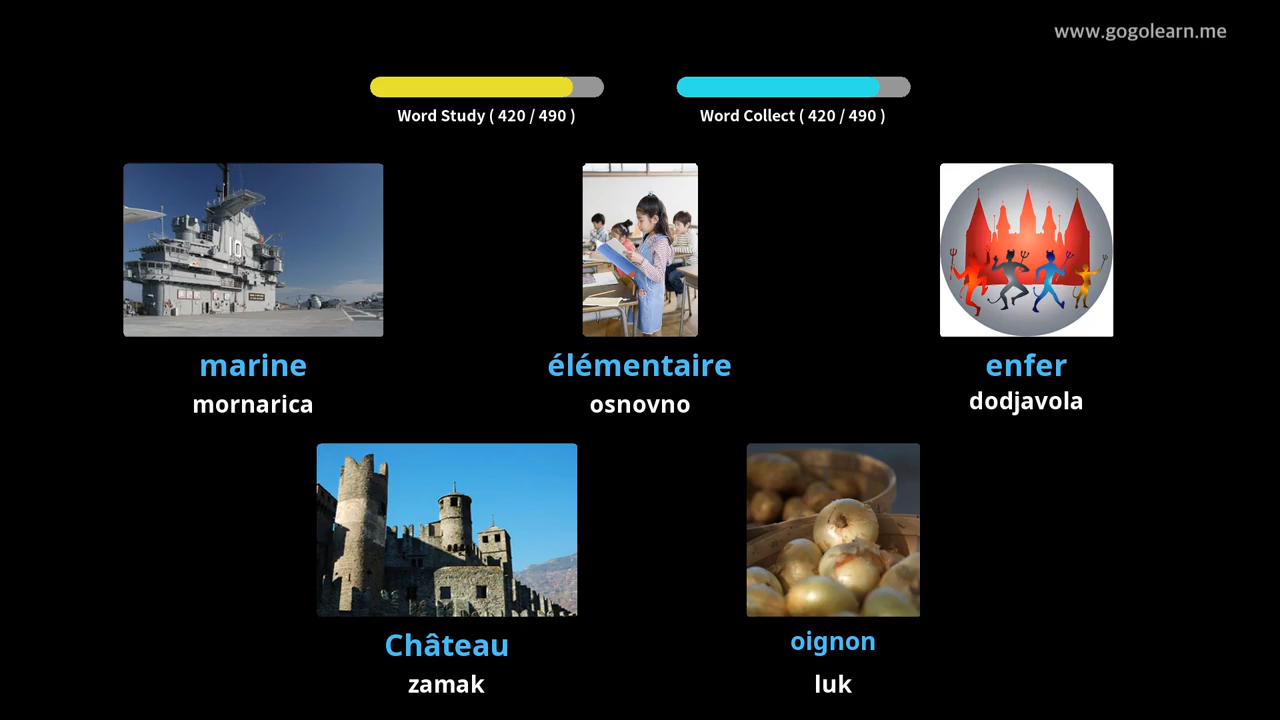 www.gogolearn.me
Word Study ( 420 / 490 )
Word Collect ( 420 / 490 )
10
marine
élémentaire
enfer
mornarica
osnovno
dodjavola
Château
oignon
zamak
luk